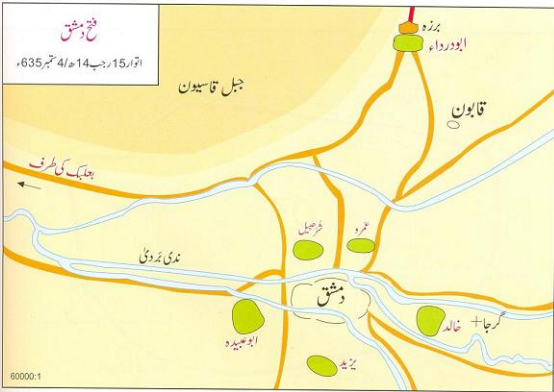 فتح دمشق
اتوار 15 رجب 14ھ/4 ستمبر 635ء
برزہ
ابودرداءؓ
جبل قاسیون
قابون
بعلبک کی طرف
شرحبیلؓ
عمروؓ
ندی بَردیٰ
دمشق
ابوعبیدہؓ
خالدؓ
گرجا
یزیدؓ
60000:1